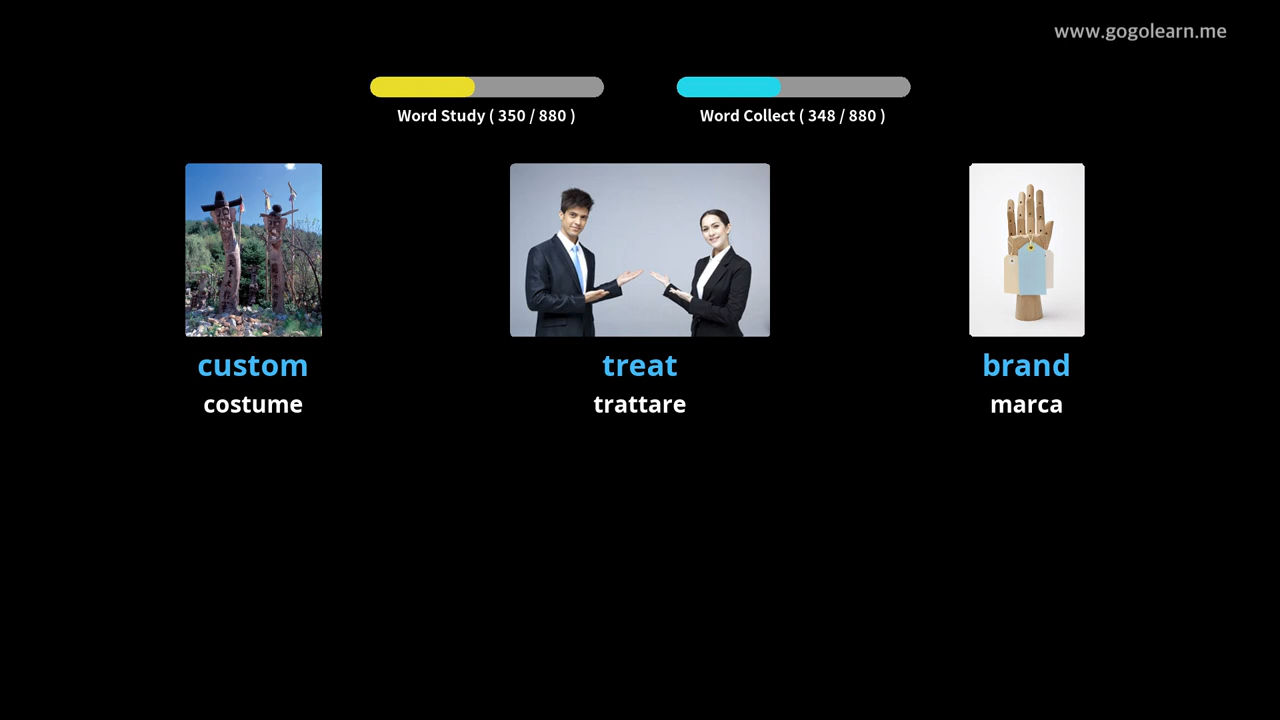 www.gogolearn.me
Word Study ( 350 / 880 )
Word Collect ( 348 / 880 )
custom
treat
brand
costume
trattare
marca